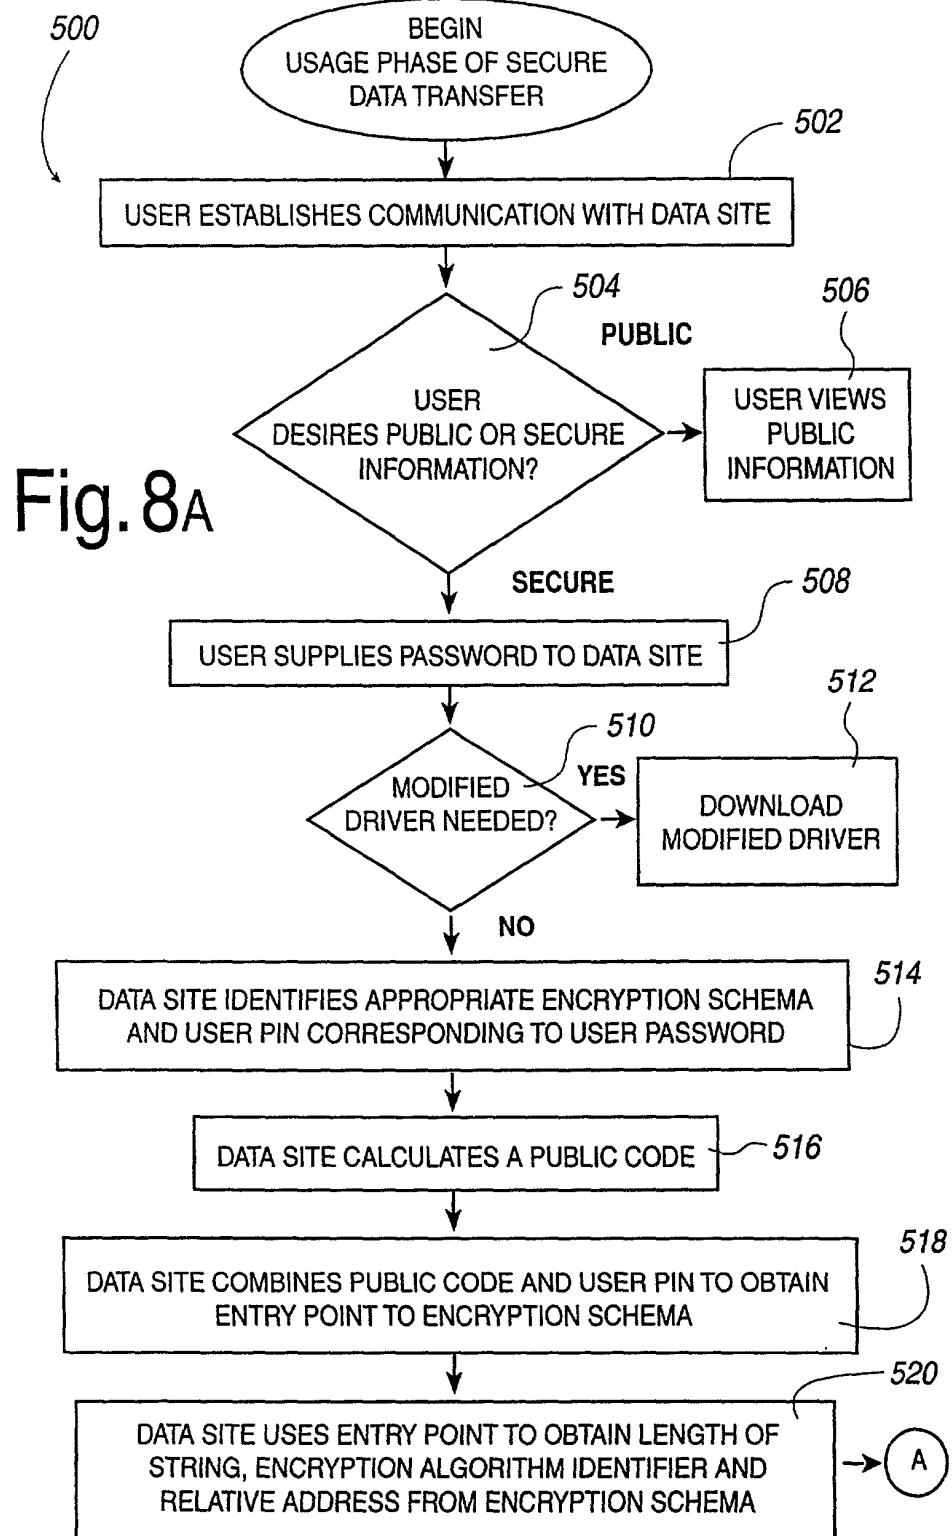 500
BEGIN
USAGE PHASE OF SECURE
DATA TRANSFER
502
USER ESTABLISHES COMMUNICATION WITH DATA SITE
504
PUBLIC
506
USER
DESIRES PUBLIC OR SECURE
INFORMATION?
USER VIEWS
PUBLIC
INFORMATION
Fig. 8A
SECURE
508
USER SUPPLIES PASSWORD TO DATA SITE
510
512
MODIFIED
DRIVER NEEDED?
YES
DOWNLOAD
MODIFIED DRIVER
NO
514
DATA SITE IDENTIFIES APPROPRIATE ENCRYPTION SCHEMA
AND USER PIN CORRESPONDING TO USER PASSWORD
DATA SITE CALCULATES A PUBLIC CODE
516
518
DATA SITE COMBINES PUBLIC CODE AND USER PIN TO OBTAIN
ENTRY POINT TO ENCRYPTION SCHEMA
520
DATA SITE USES ENTRY POINT TO OBTAIN LENGTH OF
STRING, ENCRYPTION ALGORITHM IDENTIFIER AND
RELATIVE ADDRESS FROM ENCRYPTION SCHEMA
A